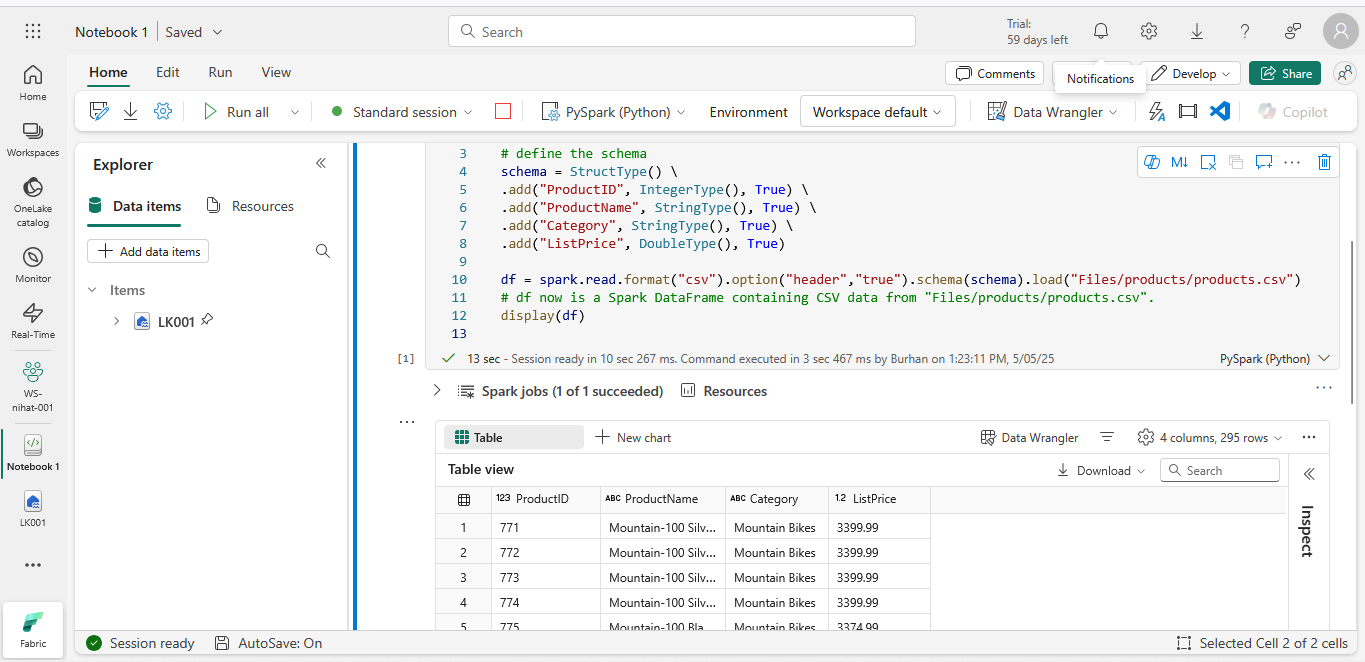 Notebook 1 Saved
Search
Trial:
59 days left
Home Edit Run View
Comments
Notifications
Develop
Share
Run all
Standard session
PySpark (Python)
Environment
Workspace default
Data Wrangler
Copilot
Home
Workspaces
OneLake
catalog
Monitor
Real-Time
WS-
nihat-001
Notebook 1
LK001
Fabric
Explorer
Data items Resources
Add data items
Items
LK001
3 # define the schema
4 schema = StructType() \
5 .add("ProductID", IntegerType(), True) \
6 .add("ProductName", StringType(), True) \
7 .add("Category", StringType(), True) \
8 .add("ListPrice", DoubleType(), True)
9
10 df = spark.read.format("csv").option("header","true").schema(schema).load("Files/products/products.csv")
11 # df now is a Spark DataFrame containing CSV data from "Files/products/products.csv".
12 display(df)
13
M↓
[1] 13 sec - Session ready in 10 sec 267 ms. Command executed in 3 sec 467 ms by Burhan on 1:23:11 PM, 5/05/25 PySpark (Python)
Spark jobs (1 of 1 succeeded) Resources
Table New chart Data Wrangler 4 columns, 295 rows
Table view Download Search
123 ProductID ABC ProductName ABC Category 1.2 ListPrice
1 771 Mountain-100 Silv... Mountain Bikes 3399.99
2 772 Mountain-100 Silv... Mountain Bikes 3399.99
3 773 Mountain-100 Silv... Mountain Bikes 3399.99
4 774 Mountain-100 Silv... Mountain Bikes 3399.99
5 775 Mountain-100 Bla... Mountain Bikes 3374.99
Inspect
Session ready AutoSave: On Selected Cell 2 of 2 cells